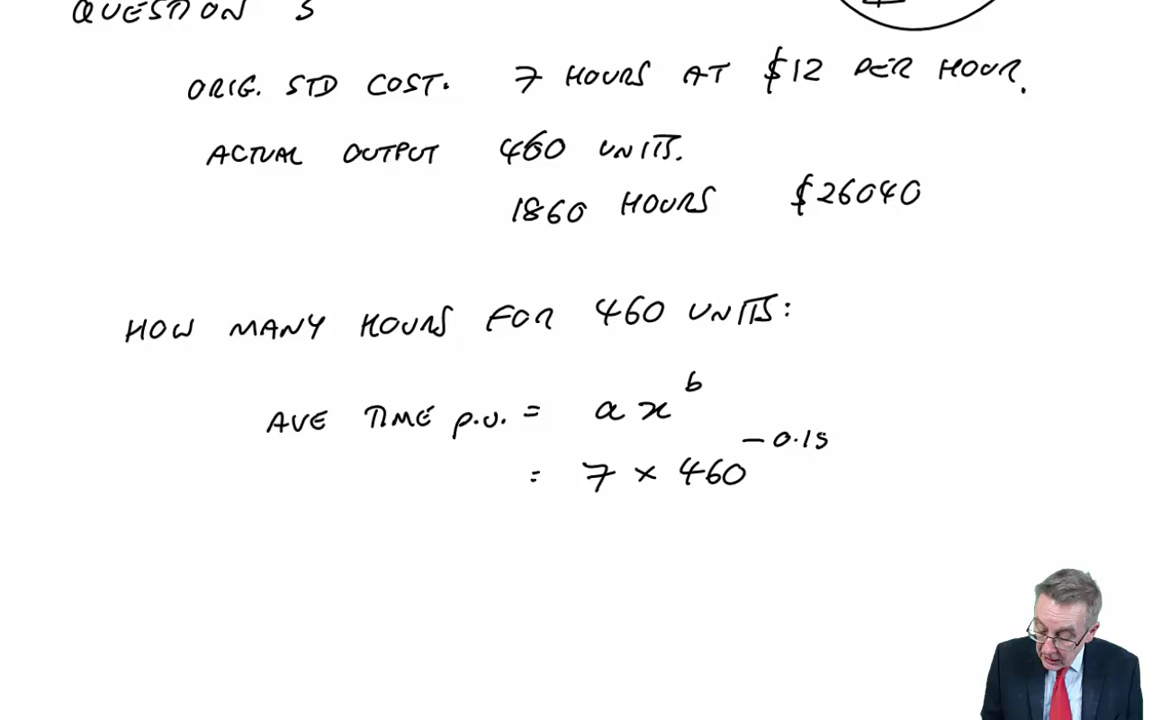 QUESTION 3
ORIG. STD COST. 7 HOURS AT $12 PER HOUR.
ACTUAL OUTPUT 460 UNITS.
1860 HOURS $26040
HOW MANY HOURS FOR 460 UNITS:
AVE TIME p.u. = a x^b
= 7 × 460^-0.15